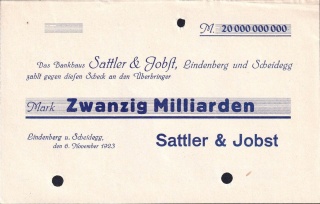 M. 20 000 000 000
Das Bankhaus Sattler & Jobst, Lindenberg und Scheidegg
zahlt gegen diesen Scheck an den Überbringer
Mark Zwanzig Milliarden
Lindenberg u. Scheidegg,
den 6. November 1923
Sattler & Jobst